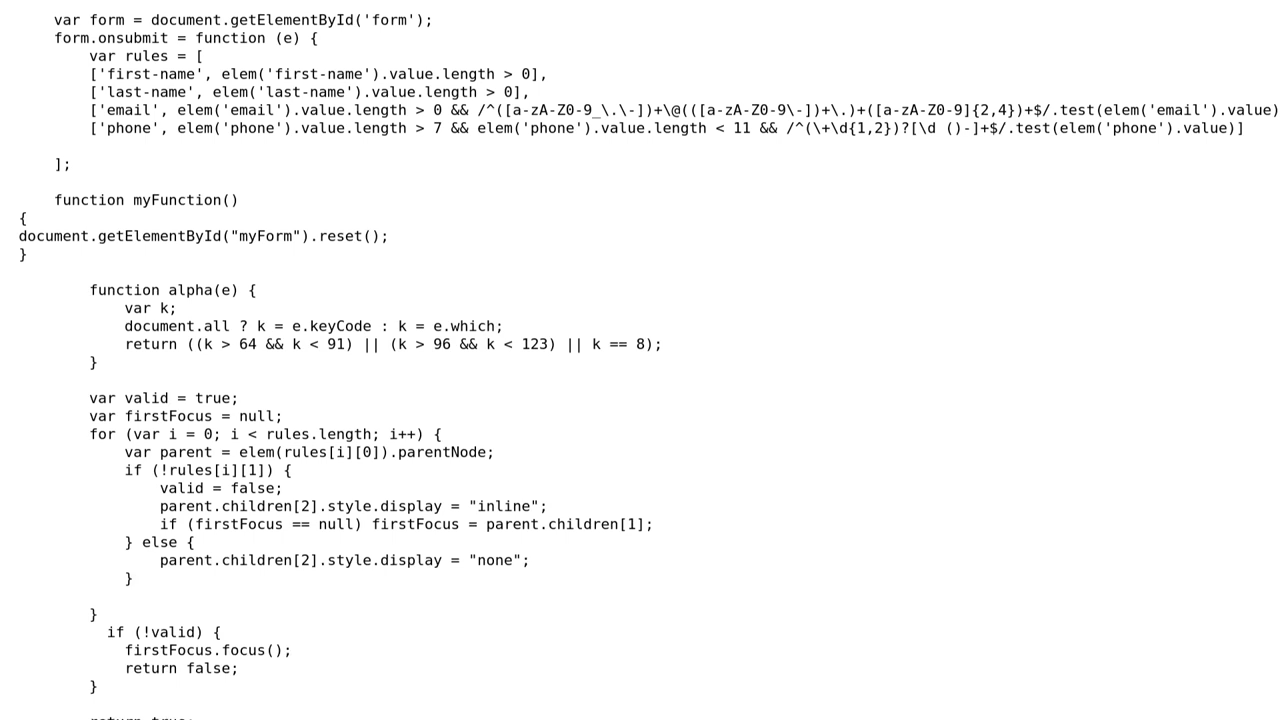 var form = document.getElementById('form');
form.onsubmit = function (e) {
var rules = [
['first-name', elem('first-name').value.length > 0],
['last-name', elem('last-name').value.length > 0],
['email', elem('email').value.length > 0 && /^([a-zA-Z0-9_\.\-])+\@(([a-zA-Z0-9\-])+\.)+([a-zA-Z0-9]{2,4})+$/.test(elem('email').value)
['phone', elem('phone').value.length > 7 && elem('phone').value.length < 11 && /^(\+\d{1,2})?[\d ()-]+$/.test(elem('phone').value)]
];
function myFunction()
{
document.getElementById("myForm").reset();
}
function alpha(e) {
var k;
document.all ? k = e.keyCode : k = e.which;
return ((k > 64 && k < 91) || (k > 96 && k < 123) || k == 8);
}
var valid = true;
var firstFocus = null;
for (var i = 0; i < rules.length; i++) {
var parent = elem(rules[i][0]).parentNode;
if (!rules[i][1]) {
valid = false;
parent.children[2].style.display = "inline";
if (firstFocus == null) firstFocus = parent.children[1];
} else {
parent.children[2].style.display = "none";
}
}
if (!valid) {
firstFocus.focus();
return false;
}